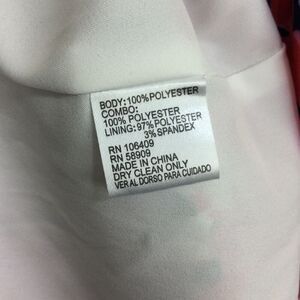 BODY:100%POLYESTER
COMBO:
100% POLYESTER
LINING: 97% POLYESTER
3% SPANDEX
RN 106409
RN 58909
MADE IN CHINA
DRY CLEAN ONLY
VER AL DORSO PARA CUIDADO